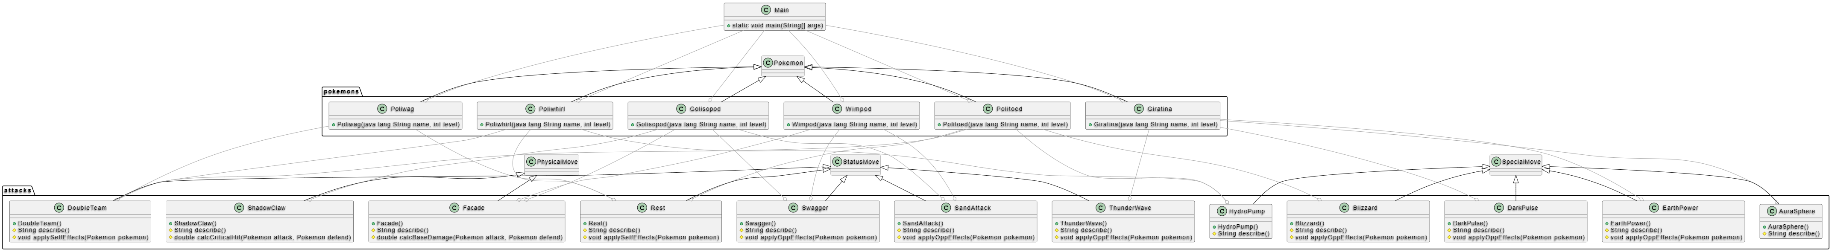 C Main
+ static void main(String[] args)
C Pokemon
pokemons
C Poliwag
+ Poliwag(java lang String name, int level)
C Poliwhirl
+ Poliwhirl(java lang String name, int level)
C Golisopod
+ Golisopod(java lang String name, int level)
C Wimpod
+ Wimpod(java lang String name, int level)
C Politoed
+ Politoed(java lang String name, int level)
C Giratina
+ Giratina(java lang String name, int level)
C PhysicalMove
C StatusMove
C SpecialMove
attacks
C DoubleTeam
DoubleTeam()
String describe()
void applySelfEffects(Pokemon pokemon)
C ShadowClaw
ShadowClaw()
String describe()
double calcCriticalHit(Pokemon attack, Pokemon defend)
C Facade
Facade()
String describe()
double calcBaseDamage(Pokemon attack, Pokemon defend)
C Rest
Rest()
String describe()
void applySelfEffects(Pokemon pokemon)
C Swagger
Swagger()
String describe()
void applyOppEffects(Pokemon pokemon)
C SandAttack
SandAttack()
String describe()
void applyOppEffects(Pokemon pokemon)
C ThunderWave
ThunderWave()
String describe()
void applyOppEffects(Pokemon pokemon)
C HydroPump
HydroPump()
String describe()
C Blizzard
Blizzard()
String describe()
void applyOppEffects(Pokemon pokemon)
C DarkPulse
DarkPulse()
String describe()
void applyOppEffects(Pokemon pokemon)
C EarthPower
EarthPower()
String describe()
void applyOppEffects(Pokemon pokemon)
C AuraSphere
AuraSphere()
String describe()